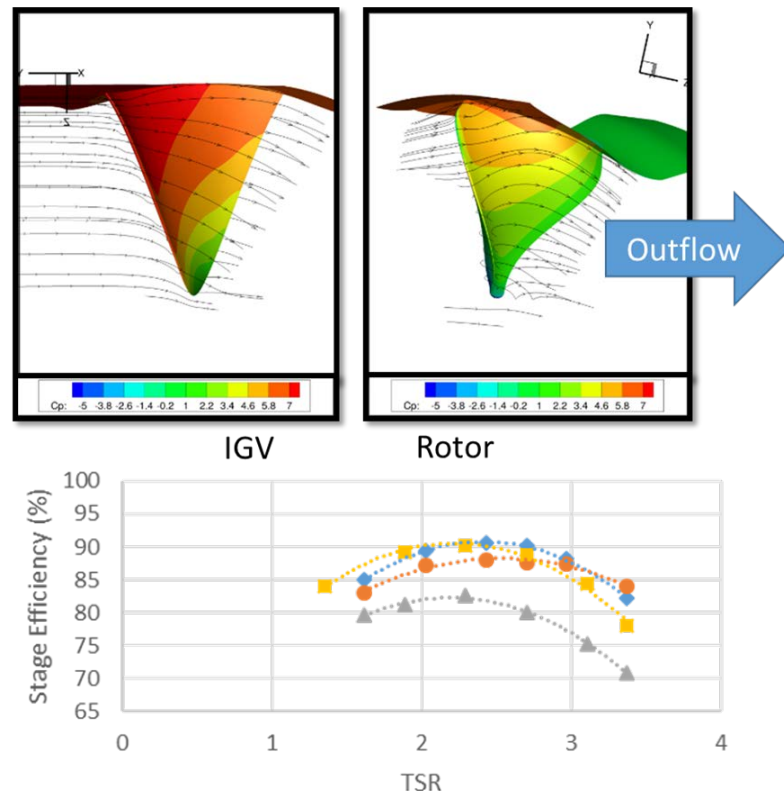 Y X
Z
Y
Z
Outflow
Cp: -5 -3.8 -2.6 -1.4 -0.2 1 2.2 3.4 4.6 5.8 7
Cp: -5 -3.8 -2.6 -1.4 -0.2 1 2.2 3.4 4.6 5.8 7
IGV Rotor
Stage Efficiency (%)
100
95
90
85
80
75
70
65
0 1 2 3 4
TSR